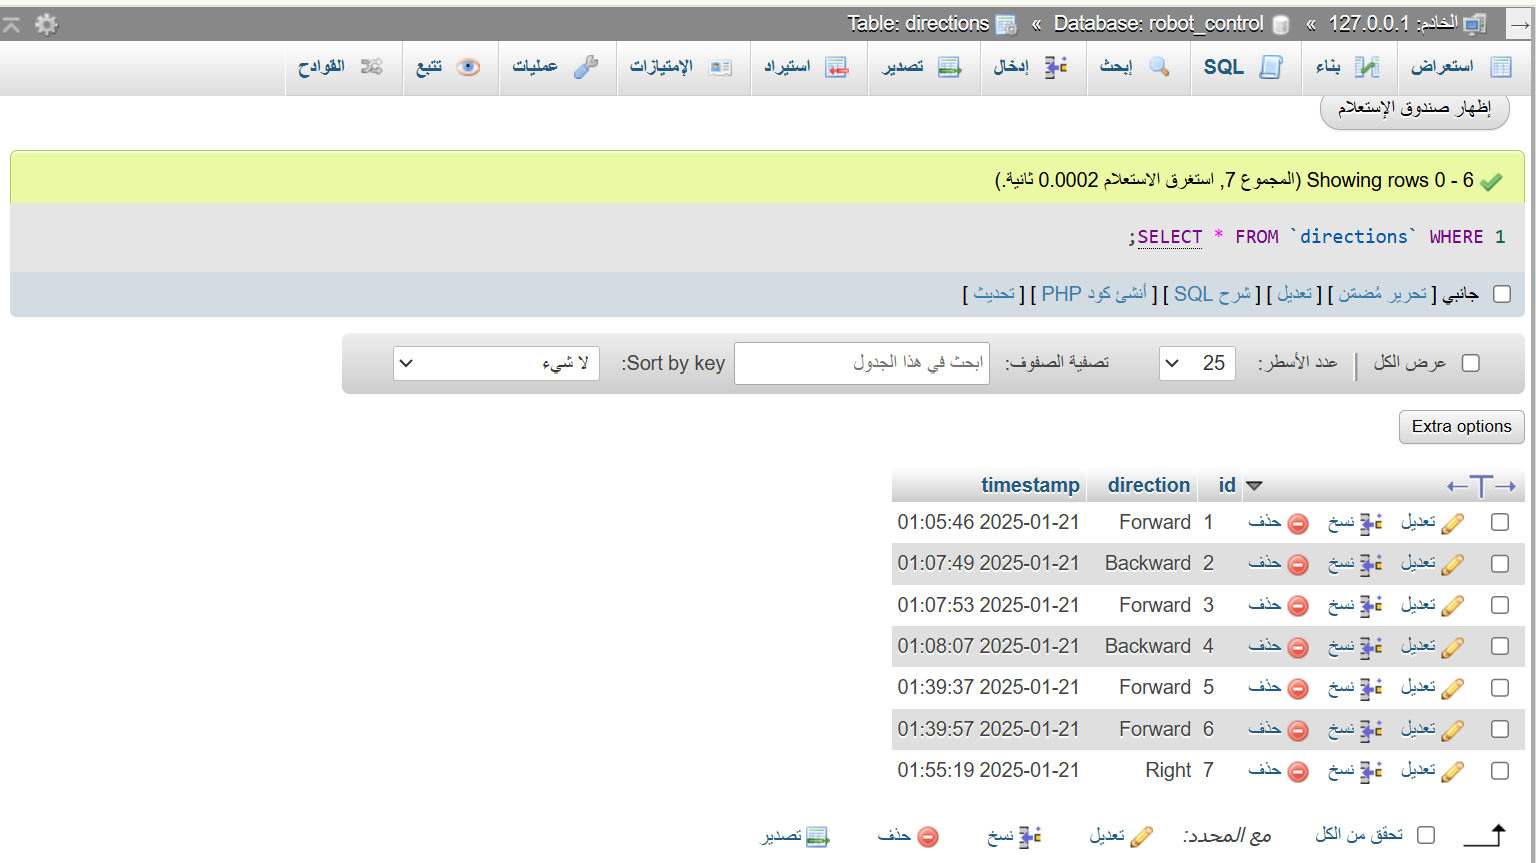 الخادم: 127.0.0.1 » Database: robot_control » Table: directions
استعراض بناء SQL إبحث إدخال تصدير استيراد الإمتيازات عمليات تتبع القوادح
إظهار صندوق الإستعلام
Showing rows 0 - 6 (المجموع 7, استغرق الاستعلام 0.0002 ثانية.)
SELECT * FROM `directions` WHERE 1;
جانبي [ تحرير مُضمّن ] [ تعديل ] [ شرح SQL ] [ أنشئ كود PHP ] [ تحديث ]
عرض الكل | عدد الأسطر: 25 تصفية الصفوف: ابحث في هذا الجدول Sort by key: لا شيء
Extra options
←T→ id direction timestamp
تعديل نسخ حذف 1 Forward 2025-01-21 01:05:46
تعديل نسخ حذف 2 Backward 2025-01-21 01:07:49
تعديل نسخ حذف 3 Forward 2025-01-21 01:07:53
تعديل نسخ حذف 4 Backward 2025-01-21 01:08:07
تعديل نسخ حذف 5 Forward 2025-01-21 01:39:37
تعديل نسخ حذف 6 Forward 2025-01-21 01:39:57
تعديل نسخ حذف 7 Right 2025-01-21 01:55:19
تحقق من الكل مع المحدد: تعديل نسخ حذف تصدير